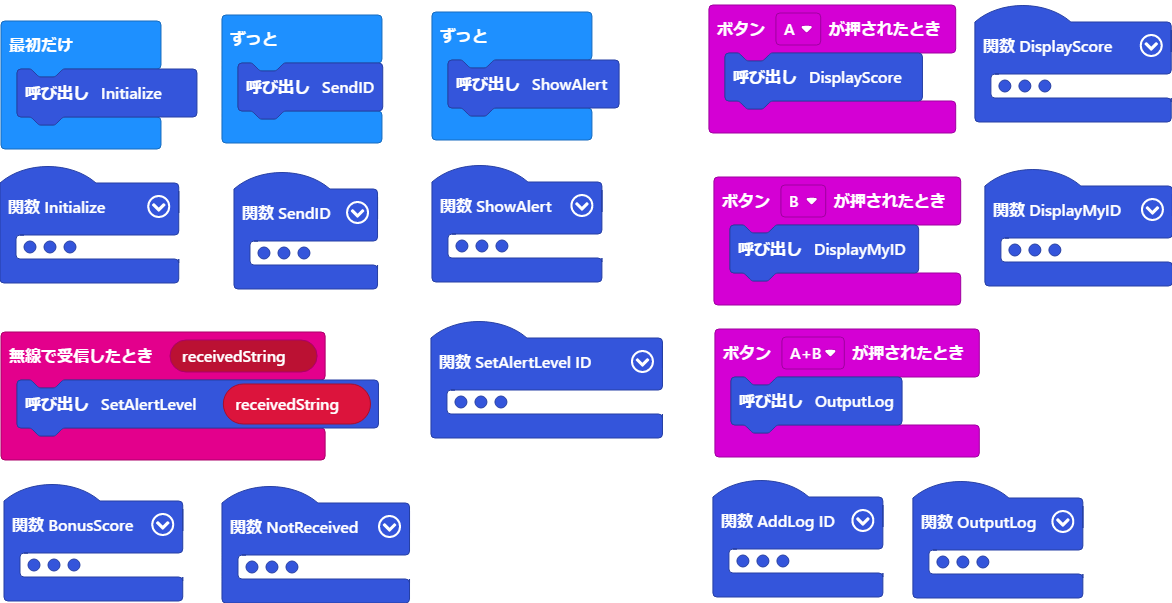 最初だけ
呼び出し Initialize
ずっと
呼び出し SendID
ずっと
呼び出し ShowAlert
ボタン A ▼ が押されたとき
呼び出し DisplayScore
関数 DisplayScore
関数 Initialize
関数 SendID
関数 ShowAlert
ボタン B ▼ が押されたとき
呼び出し DisplayMyID
関数 DisplayMyID
無線で受信したとき receivedString
呼び出し SetAlertLevel receivedString
関数 SetAlertLevel ID
ボタン A+B ▼ が押されたとき
呼び出し OutputLog
関数 BonusScore
関数 NotReceived
関数 AddLog ID
関数 OutputLog